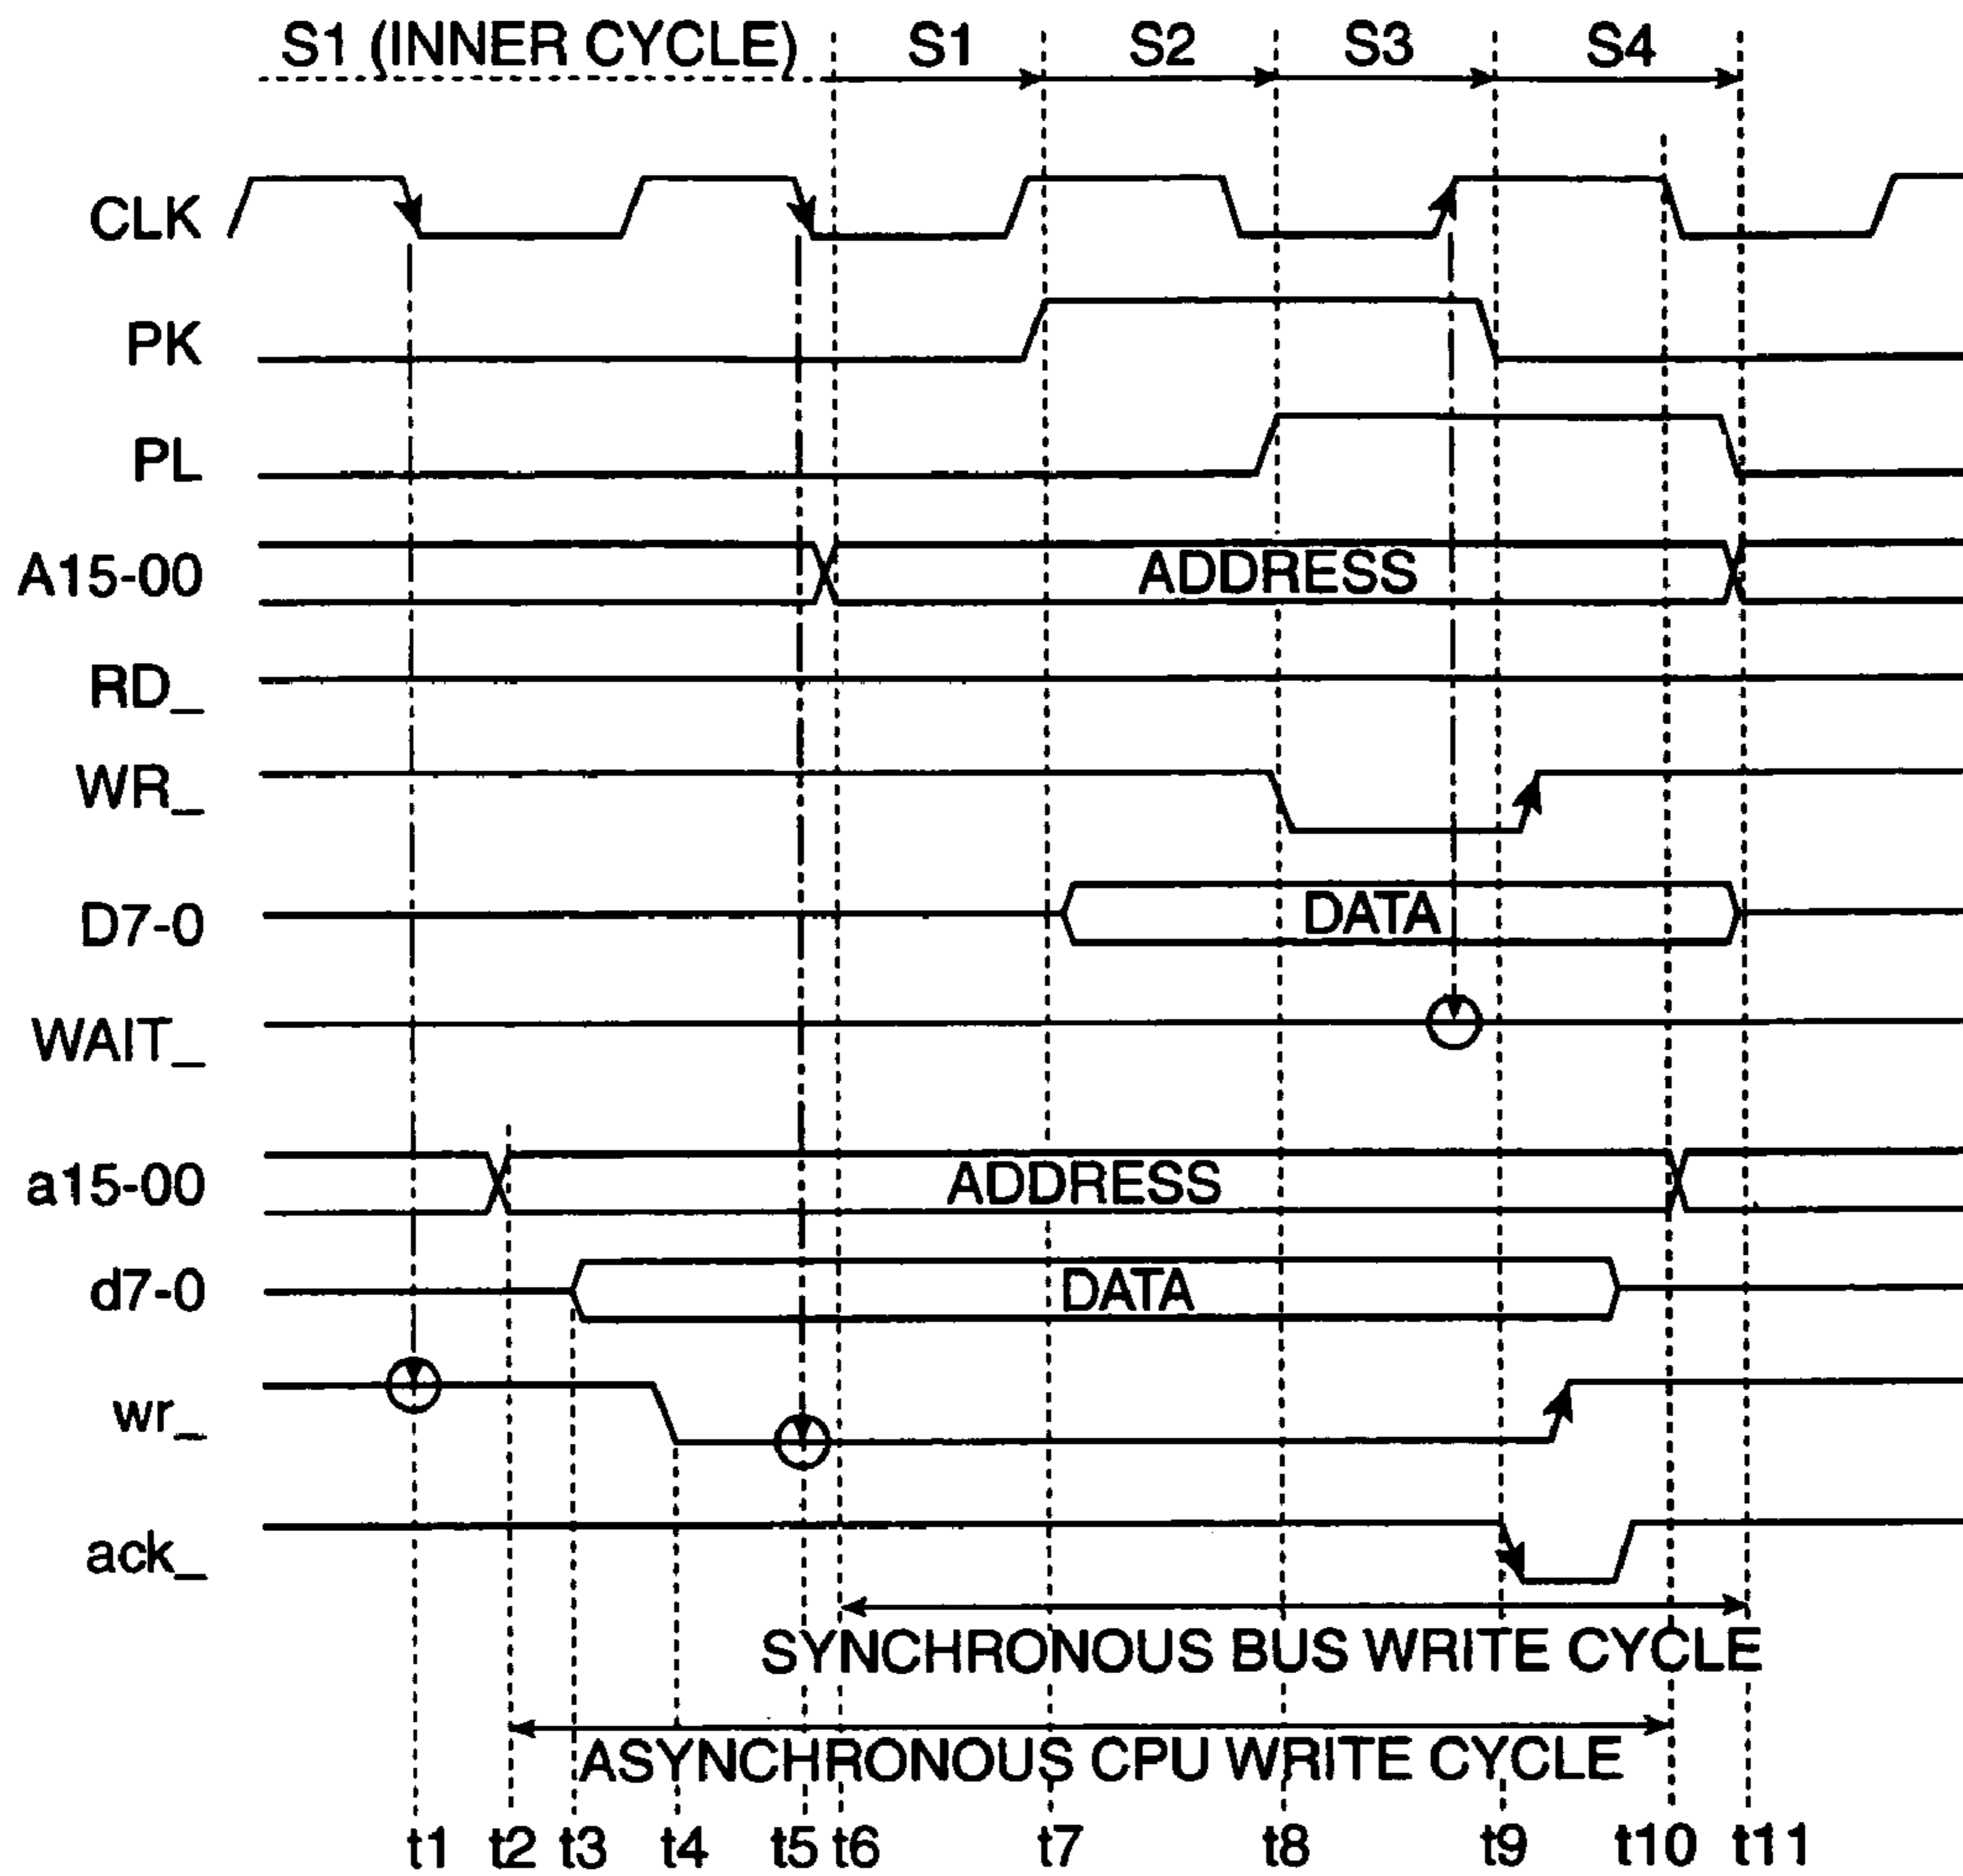 S1 (INNER CYCLE) S1 S2 S3 S4
CLK
PK
PL
A15-00 ADDRESS
RD_
WR_
D7-0 DATA
WAIT_
a15-00 ADDRESS
d7-0 DATA
wr_
ack_
SYNCHRONOUS BUS WRITE CYCLE
ASYNCHRONOUS CPU WRITE CYCLE
t1 t2 t3 t4 t5 t6 t7 t8 t9 t10 t11